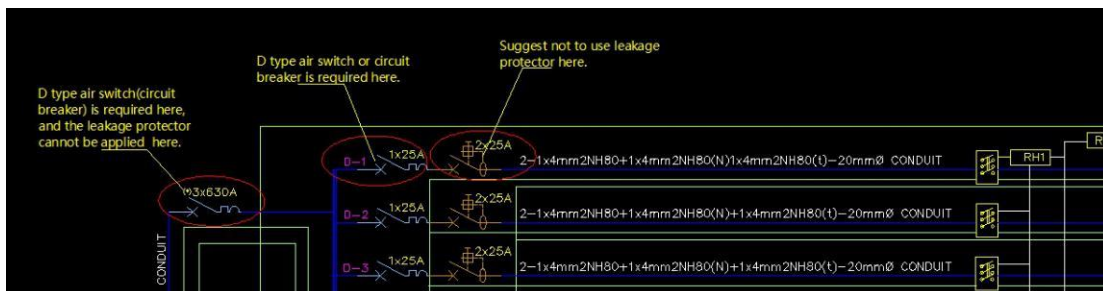 Suggest not to use leakage
protector here.
D type air switch or circuit
breaker is required here.
D type air switch(circuit
breaker) is required here,
and the leakage protector
cannot be applied here.
(*)3x630A
CONDUIT
D-1
1x25A
2x25A
2-1x4mm2NH80+1x4mm2NH80(N)1x4mm2NH80(t)-20mmØ CONDUIT
RH1
R
D-2
1x25A
2x25A
2-1x4mm2NH80+1x4mm2NH80(N)+1x4mm2NH80(t)-20mmØ CONDUIT
D-3
1x25A
2x25A
2-1x4mm2NH80+1x4mm2NH80(N)+1x4mm2NH80(t)-20mmØ CONDUIT